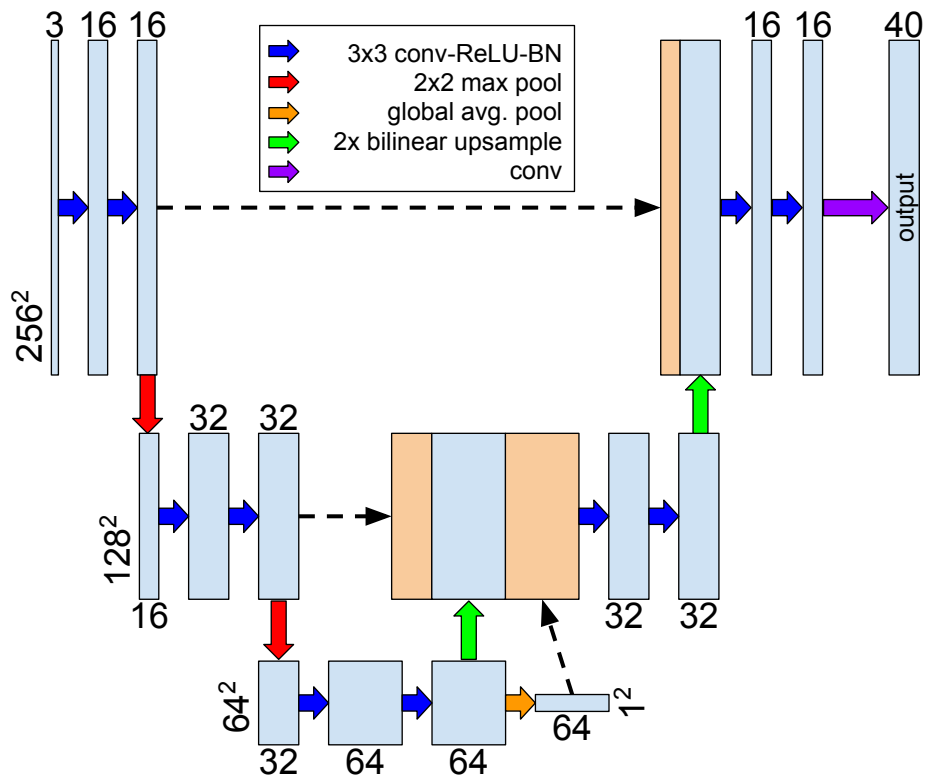 3 16 16 16 16 40
3x3 conv-ReLU-BN
2x2 max pool
global avg. pool
2x bilinear upsample
conv
output
256²
32 32
128²
16 32 32
64²
1²
32 64 64 64